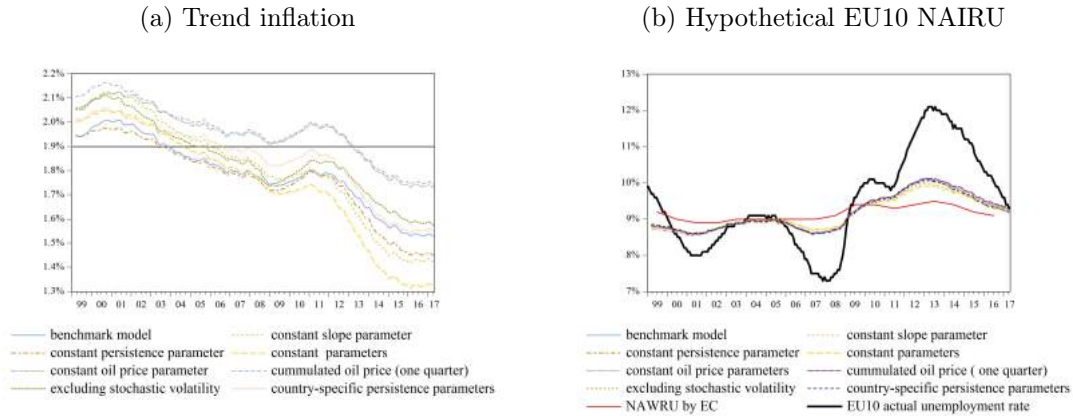 (a) Trend inflation
(b) Hypothetical EU10 NAIRU
2.2%
2.1%
2.0%
1.9%
1.8%
1.7%
1.6%
1.5%
1.4%
1.3%
99 00 01 02 03 04 05 06 07 08 09 10 11 12 13 14 15 16 17
benchmark model
constant slope parameter
constant persistence parameter
constant parameters
constant oil price parameter
cummulated oil price (one quarter)
excluding stochastic volatility
country-specific persistence parameters
13%
12%
11%
10%
9%
8%
7%
99 00 01 02 03 04 05 06 07 08 09 10 11 12 13 14 15 16 17
benchmark model
constant slope parameter
constant persistence parameter
constant parameters
constant oil price parameters
cummulated oil price ( one quarter)
excluding stochastic volatility
country-specific persistence parameters
NAWRU by EC
EU10 actual unemployment rate